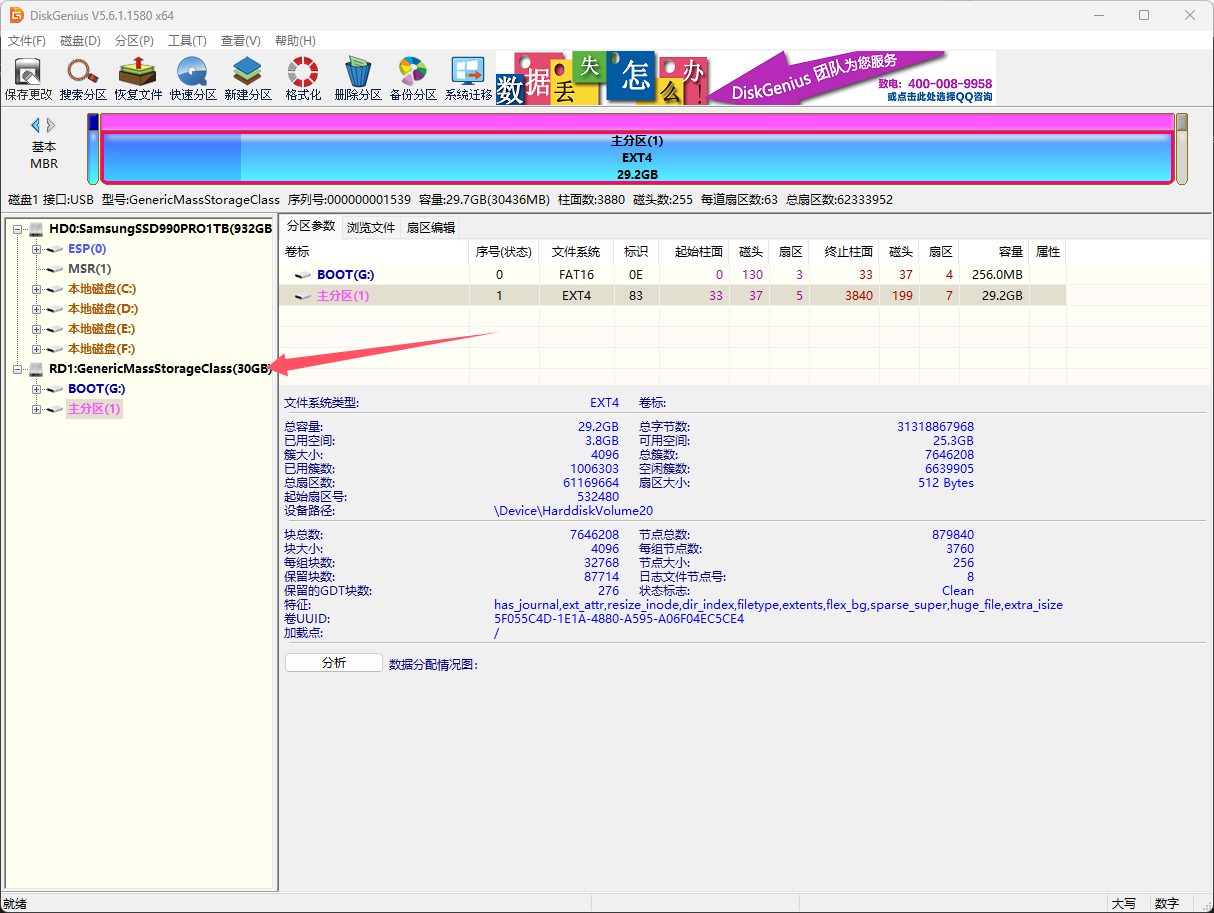 DiskGenius V5.6.1.1580 x64
文件(F) 磁盘(D) 分区(P) 工具(T) 查看(V) 帮助(H)
保存更改 搜索分区 恢复文件 快速分区 新建分区 格式化 删除分区 备份分区 系统迁移
数据丢失怎么办!
DiskGenius 团队为您服务
致电: 400-008-9958
或点击此处选择QQ咨询
基本
MBR
主分区(1)
EXT4
29.2GB
磁盘1 接口:USB 型号:GenericMassStorageClass 序列号:000000001539 容量:29.7GB(30436MB) 柱面数:3880 磁头数:255 每道扇区数:63 总扇区数:62333952
HD0:SamsungSSD990PRO1TB(932GB
ESP(0)
MSR(1)
本地磁盘(C:)
本地磁盘(D:)
本地磁盘(E:)
本地磁盘(F:)
RD1:GenericMassStorageClass(30GB)
BOOT(G:)
主分区(1)
分区参数 浏览文件 扇区编辑
卷标 序号(状态) 文件系统 标识 起始柱面 磁头 扇区 终止柱面 磁头 扇区 容量 属性
BOOT(G:) 0 FAT16 0E 0 130 3 33 37 4 256.0MB
主分区(1) 1 EXT4 83 33 37 5 3840 199 7 29.2GB
文件系统类型: EXT4 卷标:
总容量: 29.2GB 总字节数: 31318867968
已用空间: 3.8GB 可用空间: 25.3GB
簇大小: 4096 总簇数: 7646208
已用簇数: 1006303 空闲簇数: 6639905
总扇区数: 61169664 扇区大小: 512 Bytes
起始扇区号: 532480
设备路径: \Device\HarddiskVolume20
块总数: 7646208 节点总数: 879840
块大小: 4096 每组节点数: 3760
每组块数: 32768 节点大小: 256
保留块数: 87714 日志文件节点号: 8
保留的GDT块数: 276 状态标志: Clean
特征: has_journal,ext_attr,resize_inode,dir_index,filetype,extents,flex_bg,sparse_super,huge_file,extra_isize
卷UUID: 5F055C4D-1E1A-4880-A595-A06F04EC5CE4
加载点: /
分析 数据分配情况图:
就绪 大写 数字